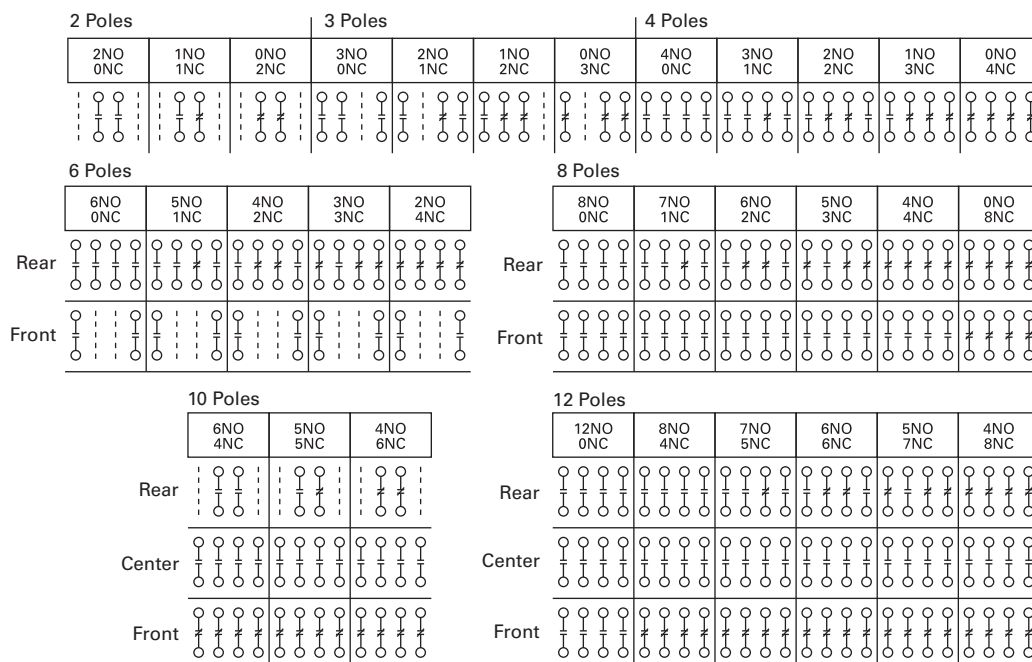 2 Poles 3 Poles 4 Poles
2NO 1NO 0NO 3NO 2NO 1NO 0NO 4NO 3NO 2NO 1NO 0NO
0NC 1NC 2NC 0NC 1NC 2NC 3NC 0NC 1NC 2NC 3NC 4NC
6 Poles
6NO 5NO 4NO 3NO 2NO
0NC 1NC 2NC 3NC 4NC
Rear
Front
8 Poles
8NO 7NO 6NO 5NO 4NO 0NO
0NC 1NC 2NC 3NC 4NC 8NC
Rear
Front
10 Poles
6NO 5NO 4NO
4NC 5NC 6NC
Rear
Center
Front
12 Poles
12NO 8NO 7NO 6NO 5NO 4NO
0NC 4NC 5NC 6NC 7NC 8NC
Rear
Center
Front